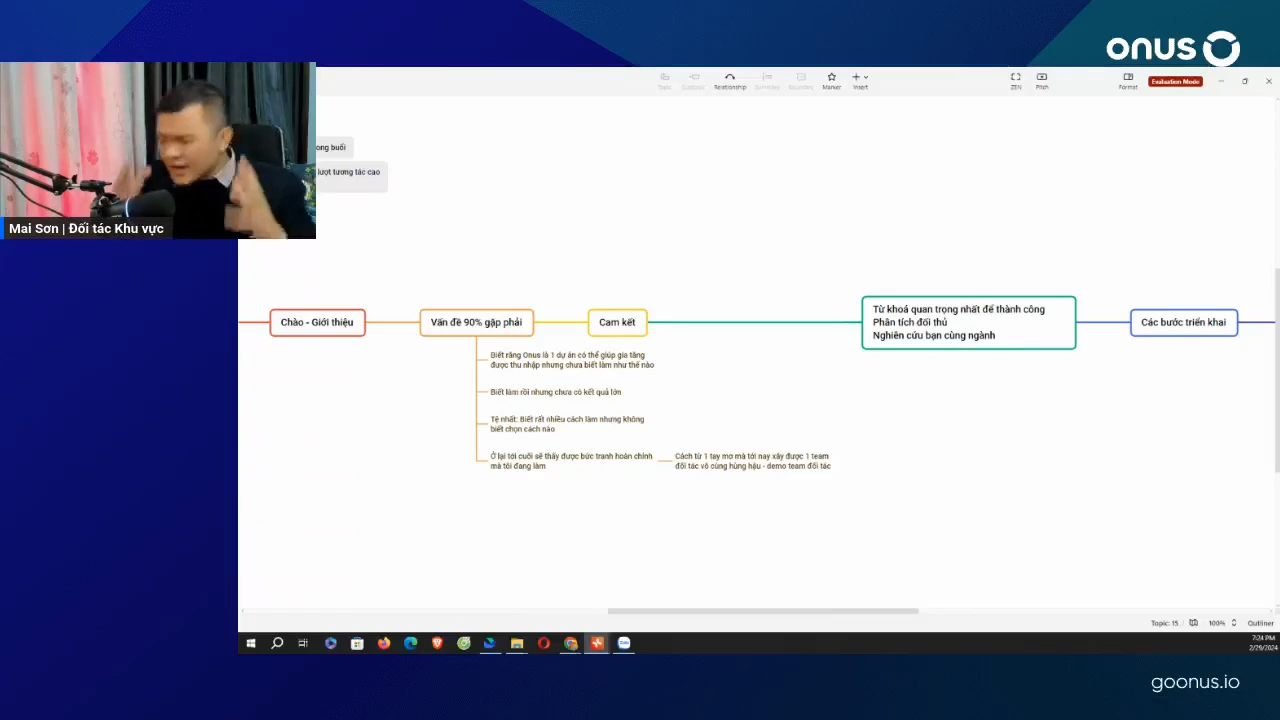 onus
Topic
Relationship
Summary
Boundary
Marker
Insert
ZEN
Pitch
Format
Evaluation Mode
ong buổi
lượt tương tác cao
Mai Sơn | Đối tác Khu vực
Chào - Giới thiệu
Vấn đề 90% gặp phải
Cam kết
Từ khoá quan trọng nhất để thành công
Phân tích đối thủ
Nghiên cứu bạn cùng ngành
Các bước triển khai
Biết rằng Onus là 1 dự án có thể giúp gia tăng
được thu nhập nhưng chưa biết làm như thế nào
Biết làm rồi nhưng chưa có kết quả lớn
Tệ nhất: Biết rất nhiều cách làm nhưng không
biết chọn cách nào
Ở lại tới cuối sẽ thấy được bức tranh hoàn chỉnh
mà tôi đang làm
Cách từ 1 tay mơ mà tới nay xây được 1 team
đối tác vô cùng hùng hậu - demo team đối tác
Topic: 15
100%
Outliner
7:24 PM
2/29/2024
goonus.io